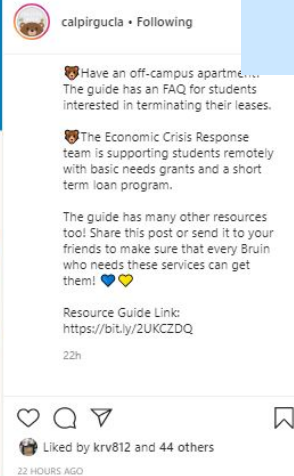 calpirgucla • Following
🐻Have an off-campus apartment?
The guide has an FAQ for students
interested in terminating their leases.
🐻The Economic Crisis Response
team is supporting students remotely
with basic needs grants and a short
term loan program.
The guide has many other resources
too! Share this post or send it to your
friends to make sure that every Bruin
who needs these services can get
them! 💙💛
Resource Guide Link:
https://bit.ly/2UKCZDQ
22h
Liked by krv812 and 44 others
22 HOURS AGO